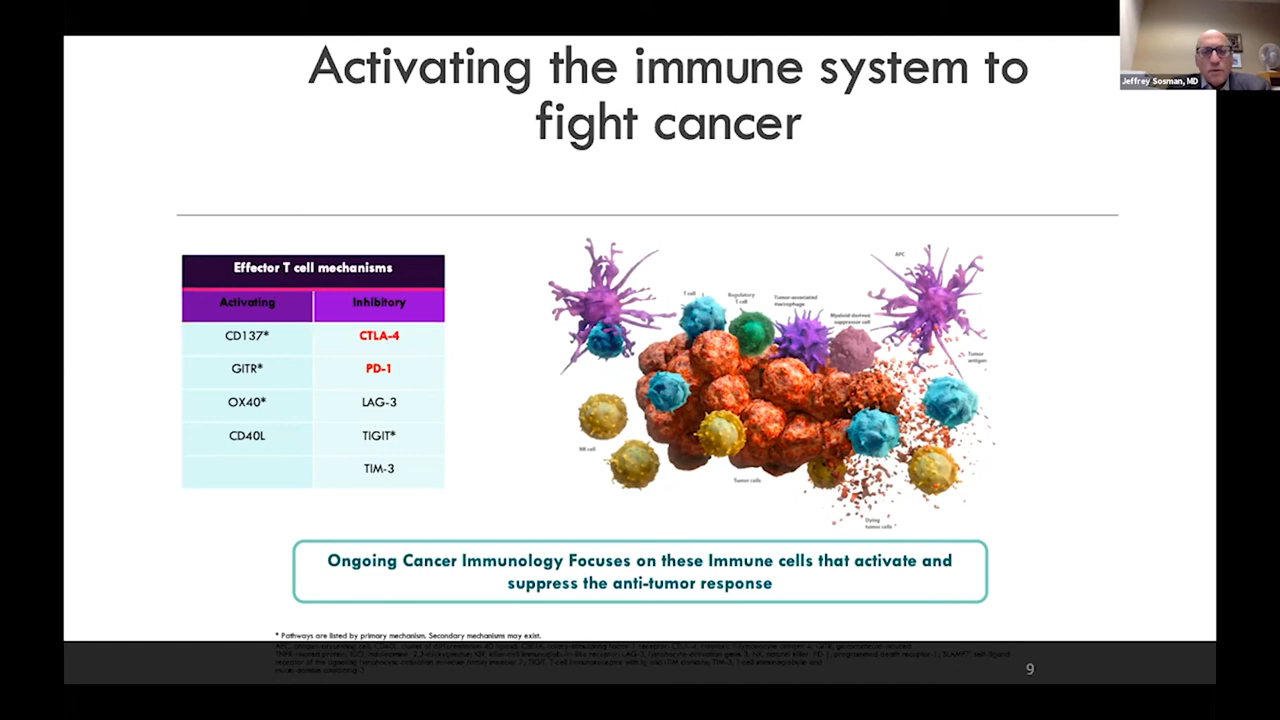 Activating the immune system to
fight cancer
Jeffrey Sosman, MD
Effector T cell mechanisms
Activating Inhibitory
CD137* CTLA-4
GITR* PD-1
OX40* LAG-3
CD40L TIGIT*
TIM-3
APC
T cell
Regulatory
T cell
Tumor-associated
macrophage
Myeloid-derived
suppressor cell
Tumor
antigen
NK cell
Tumor cells
Dying
tumor cells
Ongoing Cancer Immunology Focuses on these Immune cells that activate and
suppress the anti-tumor response
* Pathways are listed by primary mechanism. Secondary mechanisms may exist.
9